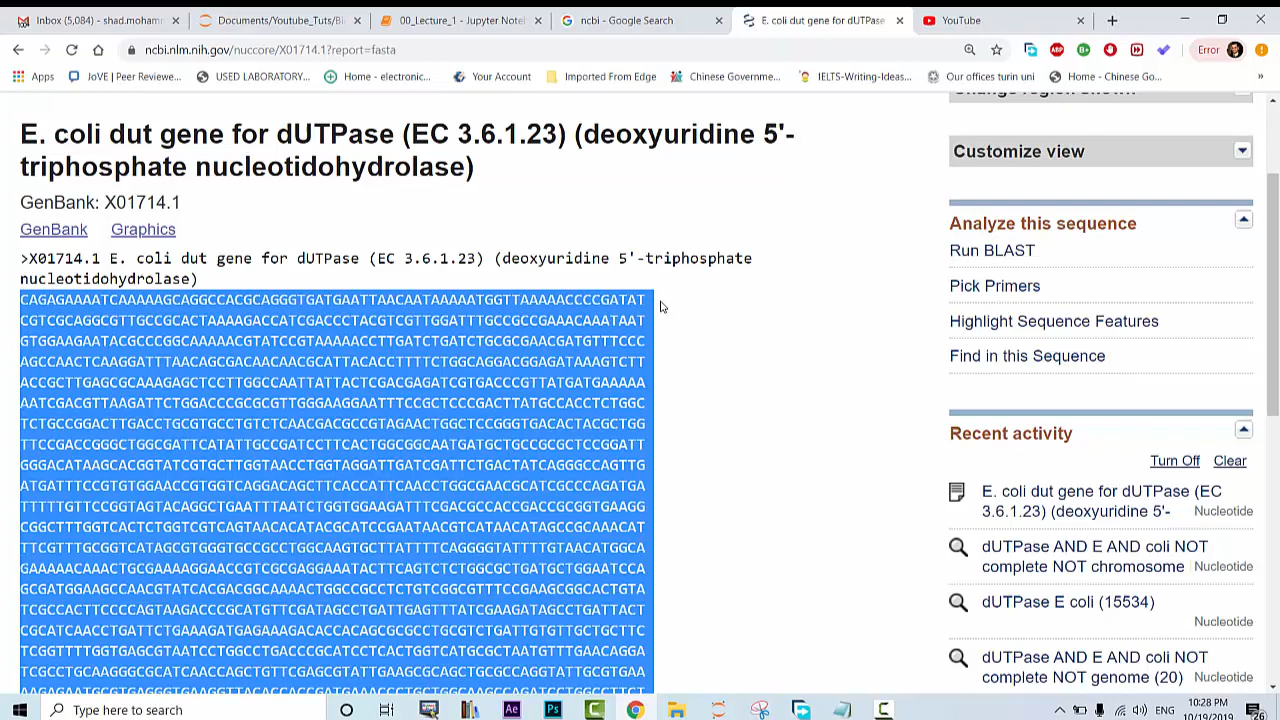 Inbox (5,084) - shad.mohamm
Documents/Youtube_Tuts/Bi
00_Lecture_1 - Jupyter Notel
ncbi - Google Search
E. coli dut gene for dUTPase
YouTube
ncbi.nlm.nih.gov/nuccore/X01714.1?report=fasta
Error
Apps
JoVE | Peer Reviewe...
USED LABORATORY...
Home - electronic...
Your Account
Imported From Edge
Chinese Governme...
IELTS-Writing-Ideas...
Our offices turin uni
Home - Chinese Go...
»
Change region shown
E. coli dut gene for dUTPase (EC 3.6.1.23) (deoxyuridine 5'-
triphosphate nucleotidohydrolase)
GenBank: X01714.1
GenBank Graphics
>X01714.1 E. coli dut gene for dUTPase (EC 3.6.1.23) (deoxyuridine 5'-triphosphate
nucleotidohydrolase)
CAGAGAAAATCAAAAAGCAGGCCACGCAGGGTGATGAATTAACAATAAAAATGGTTAAAAACCCCGATAT
CGTCGCAGGCGTTGCCGCACTAAAAGACCATCGACCCTACGTCGTTGGATTTGCCGCCGAAACAAATAAT
GTGGAAGAATACGCCCGGCAAAAACGTATCCGTAAAAACCTTGATCTGATCTGCGCGAACGATGTTTCCC
AGCCAACTCAAGGATTTAACAGCGACAACAACGCATTACACCTTTTCTGGCAGGACGGAGATAAAGTCTT
ACCGCTTGAGCGCAAAGAGCTCCTTGGCCAATTATTACTCGACGAGATCGTGACCCGTTATGATGAAAAA
AATCGACGTTAAGATTCTGGACCCGCGCGTTGGGAAGGAATTTCCGCTCCCGACTTATGCCACCTCTGGC
TCTGCCGGACTTGACCTGCGTGCCTGTCTCAACGACGCCGTAGAACTGGCTCCGGGTGACACTACGCTGG
TTCCGACCGGGCTGGCGATTCATATTGCCGATCCTTCACTGGCGGCAATGATGCTGCCGCGCTCCGGATT
GGGACATAAGCACGGTATCGTGCTTGGTAACCTGGTAGGATTGATCGATTCTGACTATCAGGGCCAGTTG
ATGATTTCCGTGTGGAACCGTGGTCAGGACAGCTTCACCATTCAACCTGGCGAACGCATCGCCCAGATGA
TTTTTGTTCCGGTAGTACAGGCTGAATTTAATCTGGTGGAAGATTTCGACGCCACCGACCGCGGTGAAGG
CGGCTTTGGTCACTCTGGTCGTCAGTAACACATACGCATCCGAATAACGTCATAACATAGCCGCAAACAT
TTCGTTTGCGGTCATAGCGTGGGTGCCGCCTGGCAAGTGCTTATTTTCAGGGGTATTTTGTAACATGGCA
GAAAAACAAACTGCGAAAAGGAACCGTCGCGAGGAAATACTTCAGTCTCTGGCGCTGATGCTGGAATCCA
GCGATGGAAGCCAACGTATCACGACGGCAAAACTGGCCGCCTCTGTCGGCGTTTCCGAAGCGGCACTGTA
TCGCCACTTCCCCAGTAAGACCCGCATGTTCGATAGCCTGATTGAGTTTATCGAAGATAGCCTGATTACT
CGCATCAACCTGATTCTGAAAGATGAGAAAGACACCACAGCGCGCCTGCGTCTGATTGTGTTGCTGCTTC
TCGGTTTTGGTGAGCGTAATCCTGGCCTGACCCGCATCCTCACTGGTCATGCGCTAATGTTTGAACAGGA
TCGCCTGCAAGGGCGCATCAACCAGCTGTTCGAGCGTATTGAAGCGCAGCTGCGCCAGGTATTGCGTGAA
AAGAGAATGCGTGAGGGTGAAGGTTACACCACCGATGAAACCCTGCTGGCAAGCCAGATCCTGGCCTTCT
Customize view
Analyze this sequence
Run BLAST
Pick Primers
Highlight Sequence Features
Find in this Sequence
Recent activity
Turn Off Clear
E. coli dut gene for dUTPase (EC
3.6.1.23) (deoxyuridine 5'- Nucleotide
dUTPase AND E AND coli NOT
complete NOT chromosome Nucleotide
dUTPase E coli (15534)
Nucleotide
dUTPase AND E AND coli NOT
complete NOT genome (20) Nucleotide
Type here to search
ENG
10:28 PM
10/19/2019